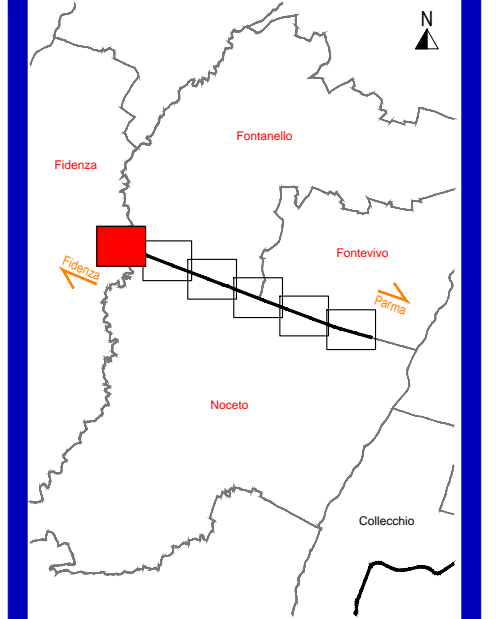 N
Fontanello
Fidenza
Fontevivo
Fidenza
Parma
Noceto
Collecchio